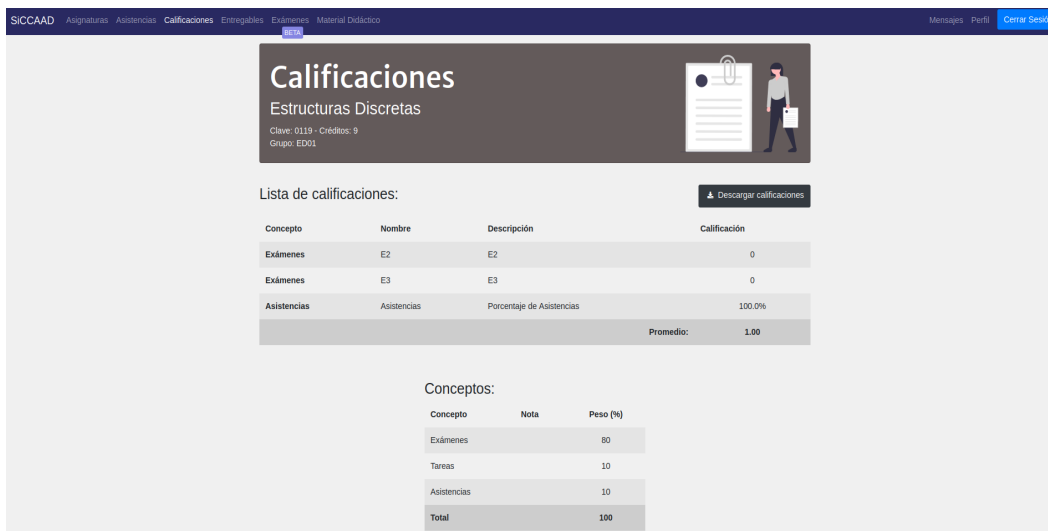 SiCCAAD Asignaturas Asistencias Calificaciones Entregables Exámenes Material Didáctico Mensajes Perfil Cerrar Sesió
BETA
Calificaciones
Estructuras Discretas
Clave: 0119 - Créditos: 9
Grupo: ED01
Lista de calificaciones: Descargar calificaciones
Concepto Nombre Descripción Calificación
Exámenes E2 E2 0
Exámenes E3 E3 0
Asistencias Asistencias Porcentaje de Asistencias 100.0%
Promedio: 1.00
Conceptos:
Concepto Nota Peso (%)
Exámenes 80
Tareas 10
Asistencias 10
Total 100